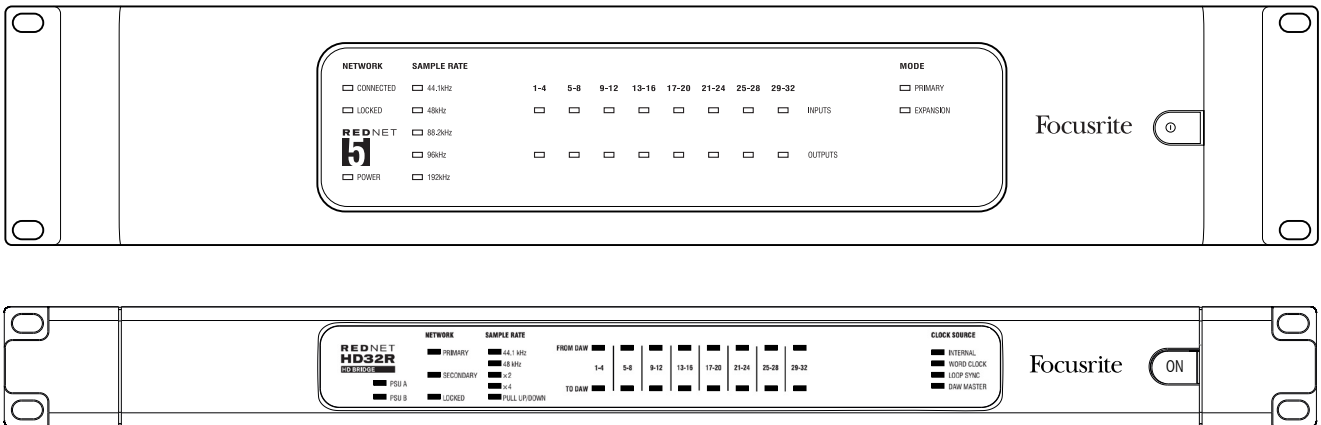 NETWORK SAMPLE RATE MODE
CONNECTED 44.1kHz 1-4 5-8 9-12 13-16 17-20 21-24 25-28 29-32 PRIMARY
LOCKED 48kHz INPUTS EXPANSION
REDNET 88.2kHz
5 96kHz OUTPUTS
POWER 192kHz
Focusrite
NETWORK SAMPLE RATE CLOCK SOURCE
REDNET PRIMARY 44.1 kHz FROM DAW INTERNAL
HD32R 48 kHz WORD CLOCK
HD BRIDGE SECONDARY x2 1-4 5-8 9-12 13-16 17-20 21-24 25-28 29-32 LOOP SYNC
PSU A x4 TO DAW DAW MASTER
PSU B LOCKED PULL UP/DOWN
Focusrite ON